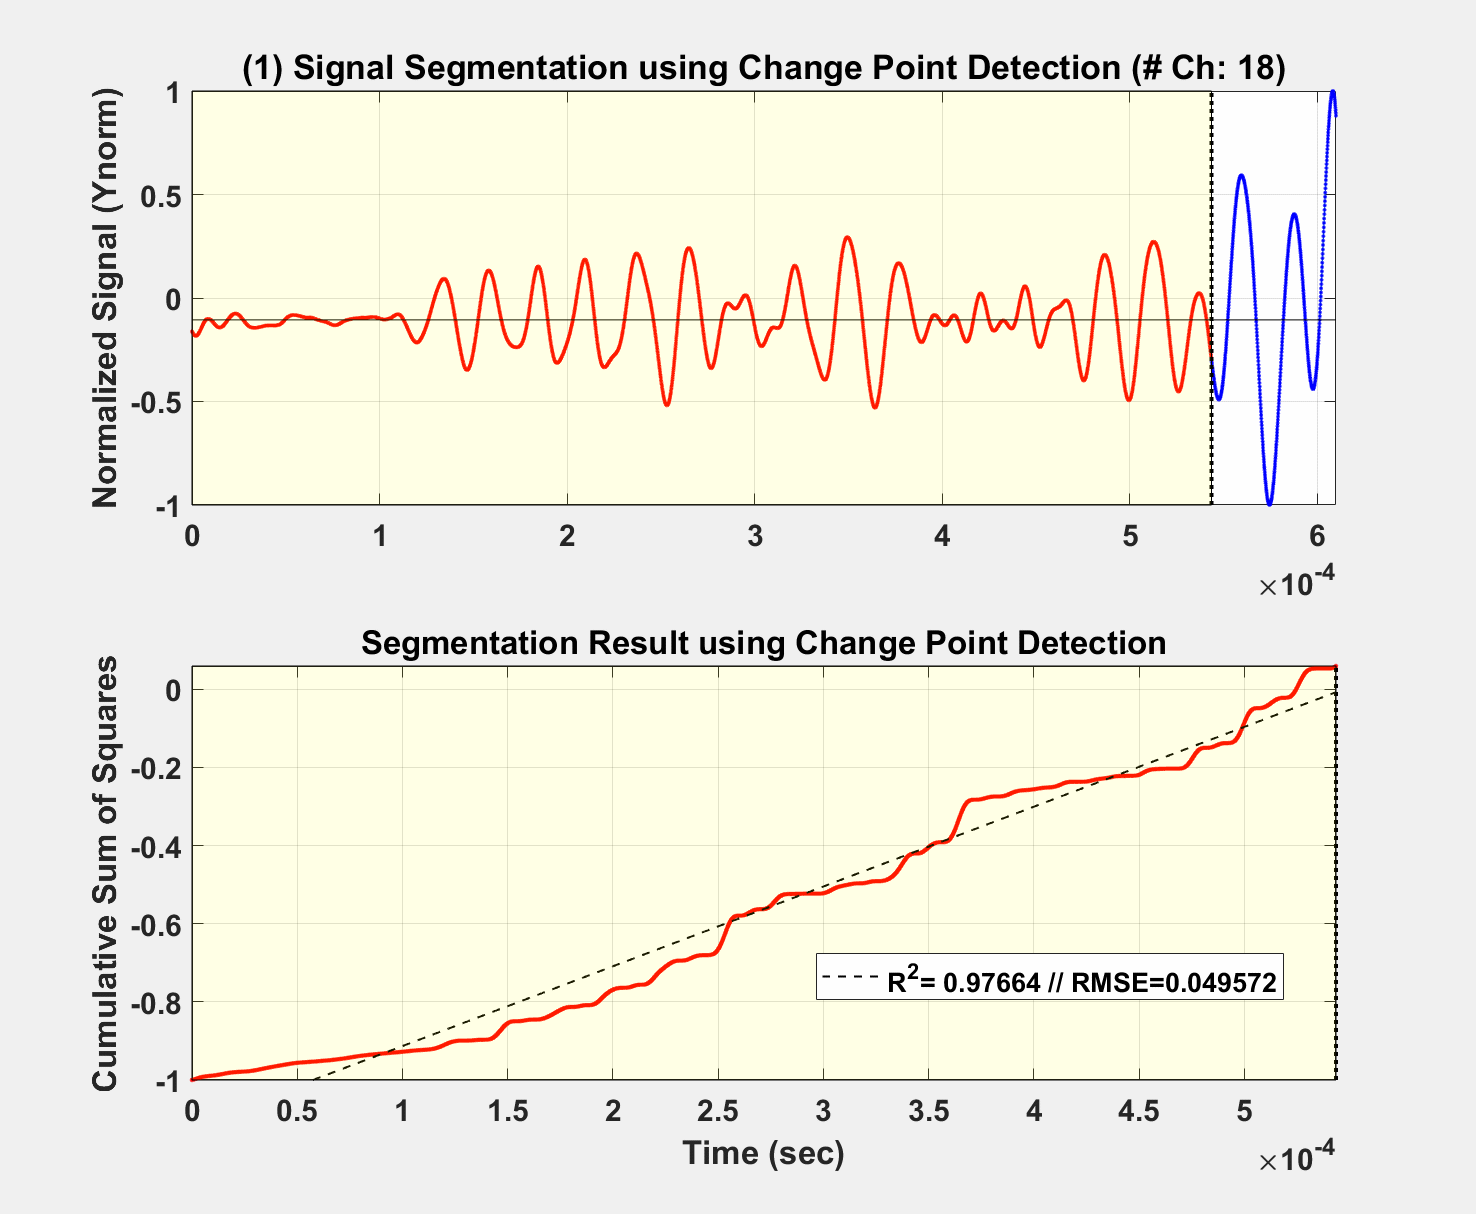 (1) Signal Segmentation using Change Point Detection (# Ch: 18)
Normalized Signal (Ynorm)
1
0.5
0
-0.5
-1
0 1 2 3 4 5 6
×10⁻⁴
Segmentation Result using Change Point Detection
Cumulative Sum of Squares
0
-0.2
-0.4
-0.6
-0.8
-1
R²= 0.97664 // RMSE=0.049572
0 0.5 1 1.5 2 2.5 3 3.5 4 4.5 5
Time (sec)
×10⁻⁴